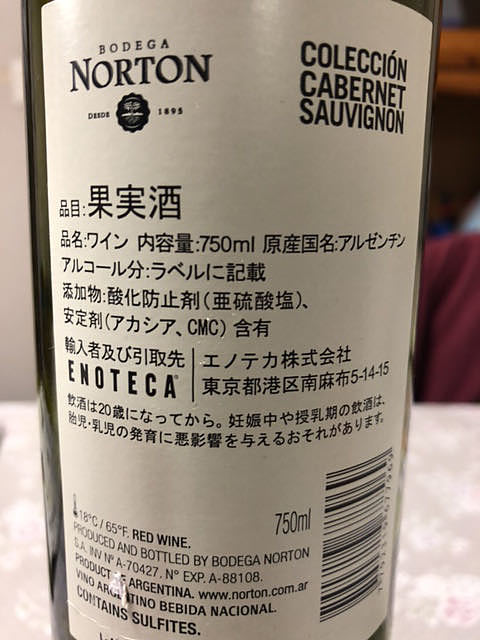 BODEGA
NORTON
DESDE 1895
COLECCIÓN
CABERNET
SAUVIGNON
品目:果実酒
品名:ワイン 内容量:750ml 原産国名:アルゼンチン
アルコール分:ラベルに記載
添加物:酸化防止剤(亜硫酸塩)、
安定剤(アカシア、CMC)含有
輸入者及び引取先
ENOTECA
エノテカ株式会社
東京都港区南麻布5-14-15
飲酒は20歳になってから。妊娠中や授乳期の飲酒は、
胎児・乳児の発育に悪影響を与えるおそれがあります。
18°C / 65°F. RED WINE.
750ml
PRODUCED AND BOTTLED BY BODEGA NORTON
S.A. INV Nº A-70427. N° EXP. A-88108.
PRODUCT ARGENTINA. www.norton.com.ar
VINO ARGENTINO BEBIDA NACIONAL.
CONTAINS SULFITES.